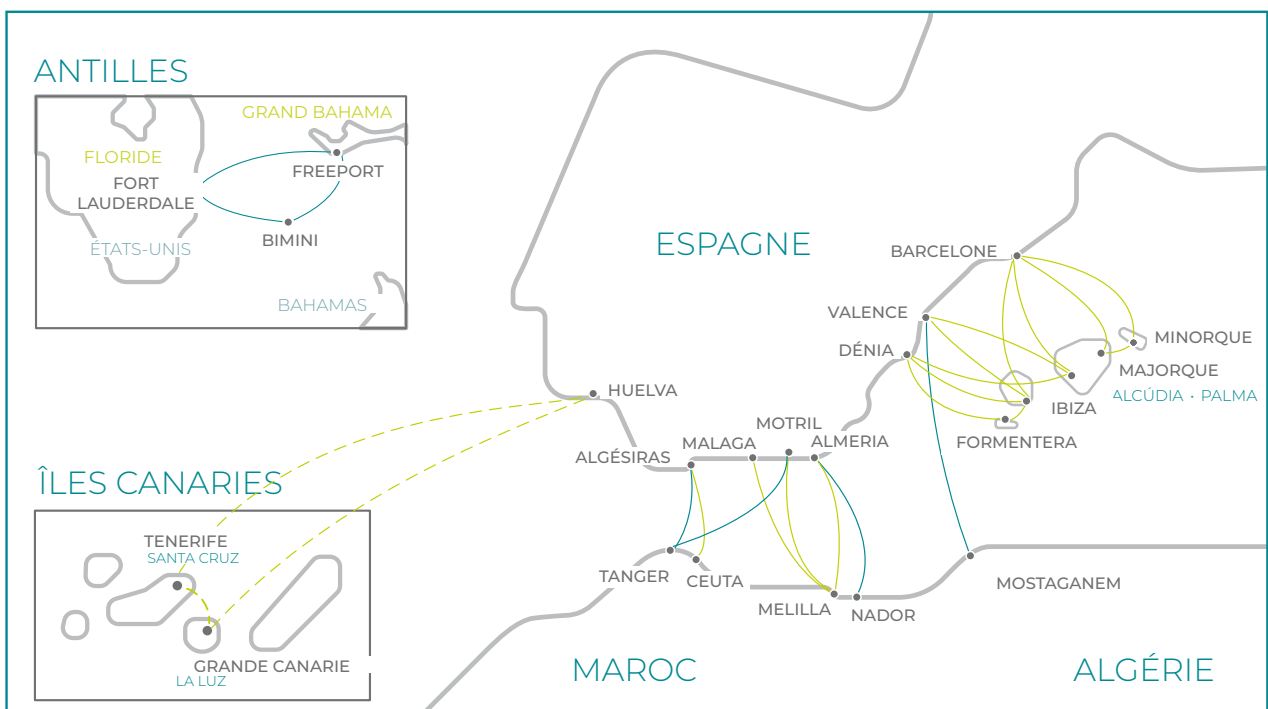 ANTILLES
GRAND BAHAMA
FLORIDE
FREEPORT
FORT
LAUDERDALE
BIMINI
ÉTATS-UNIS
BAHAMAS
ESPAGNE
BARCELONE
VALENCE
DÉNIA
MINORQUE
MAJORQUE
ALCÚDIA · PALMA
IBIZA
FORMENTERA
HUELVA
MOTRIL
MALAGA
ALMERIA
ALGÉSIRAS
ÎLES CANARIES
TENERIFE
SANTA CRUZ
GRANDE CANARIE
LA LUZ
TANGER
CEUTA
MELILLA
NADOR
MOSTAGANEM
MAROC
ALGÉRIE